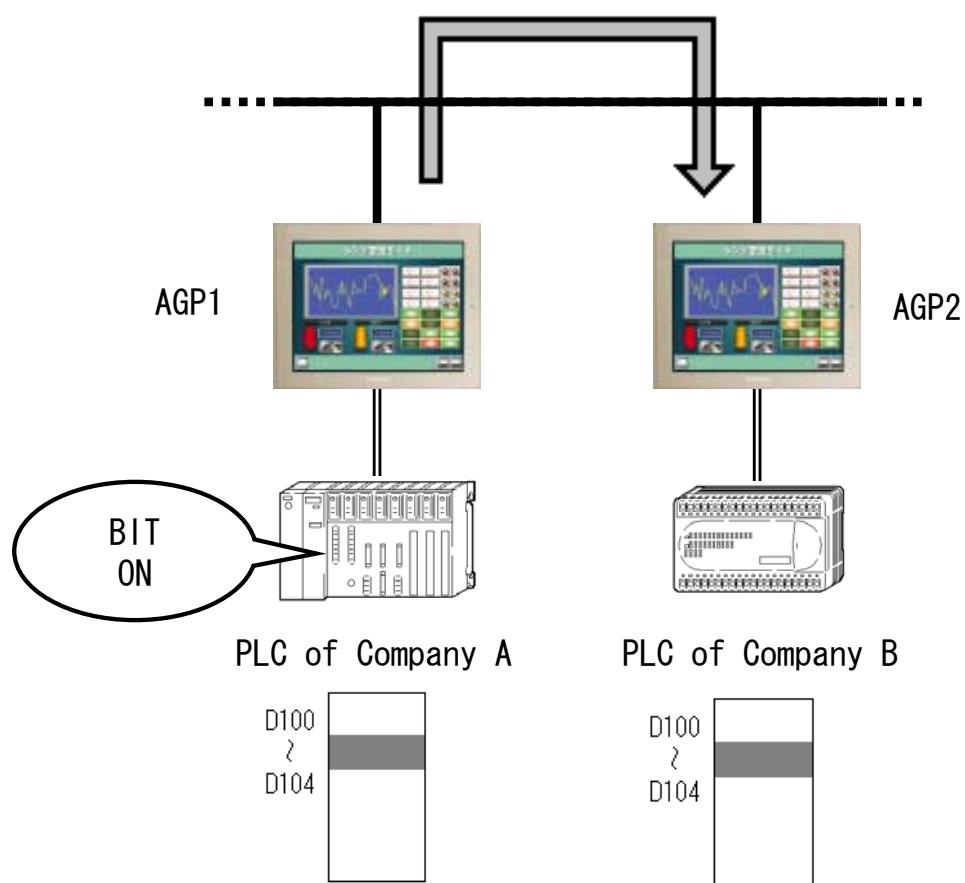 AGP1
AGP2
BIT
ON
PLC of Company A
PLC of Company B
D100
~
D104
D100
~
D104